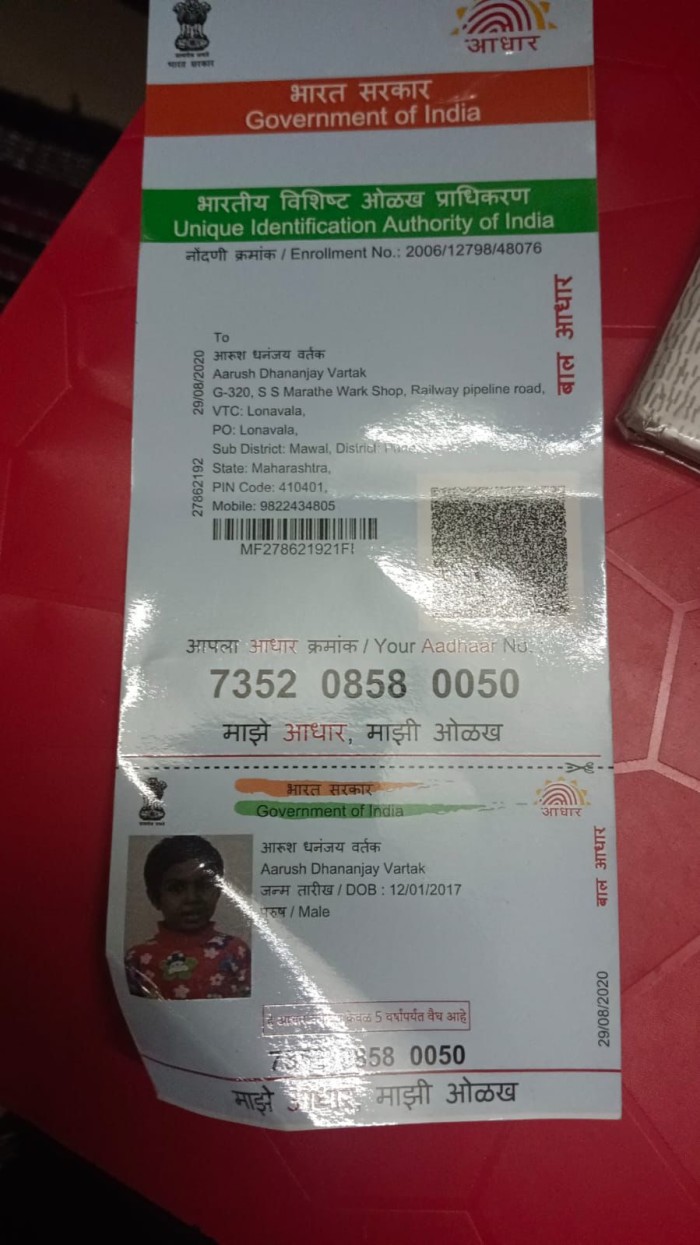 भारत सरकार
आधार
भारत सरकार
Government of India
भारतीय विशिष्ट ओळख प्राधिकरण
Unique Identification Authority of India
नोंदणी क्रमांक / Enrollment No.: 2006/12798/48076
बाल आधार
To
आरूश धनंजय वर्तक
Aarush Dhananjay Vartak
G-320, S S Marathe Wark Shop, Railway pipeline road,
VTC: Lonavala,
PO: Lonavala,
Sub District: Mawal, District:
State: Maharashtra,
PIN Code: 410401,
Mobile: 9822434805
29/08/2020
27862192
MF278621921FI
आपला आधार क्रमांक / Your Aadhaar No.
7352 0858 0050
माझे आधार, माझी ओळख
भारत सरकार
Government of India
आधार
आरूश धनंजय वर्तक
Aarush Dhananjay Vartak
जन्म तारीख / DOB : 12/01/2017
पुरुष / Male
बाल आधार
29/08/2020
5 वर्षांपर्यंत वैध आहे
0050
माझे आधार, माझी ओळख